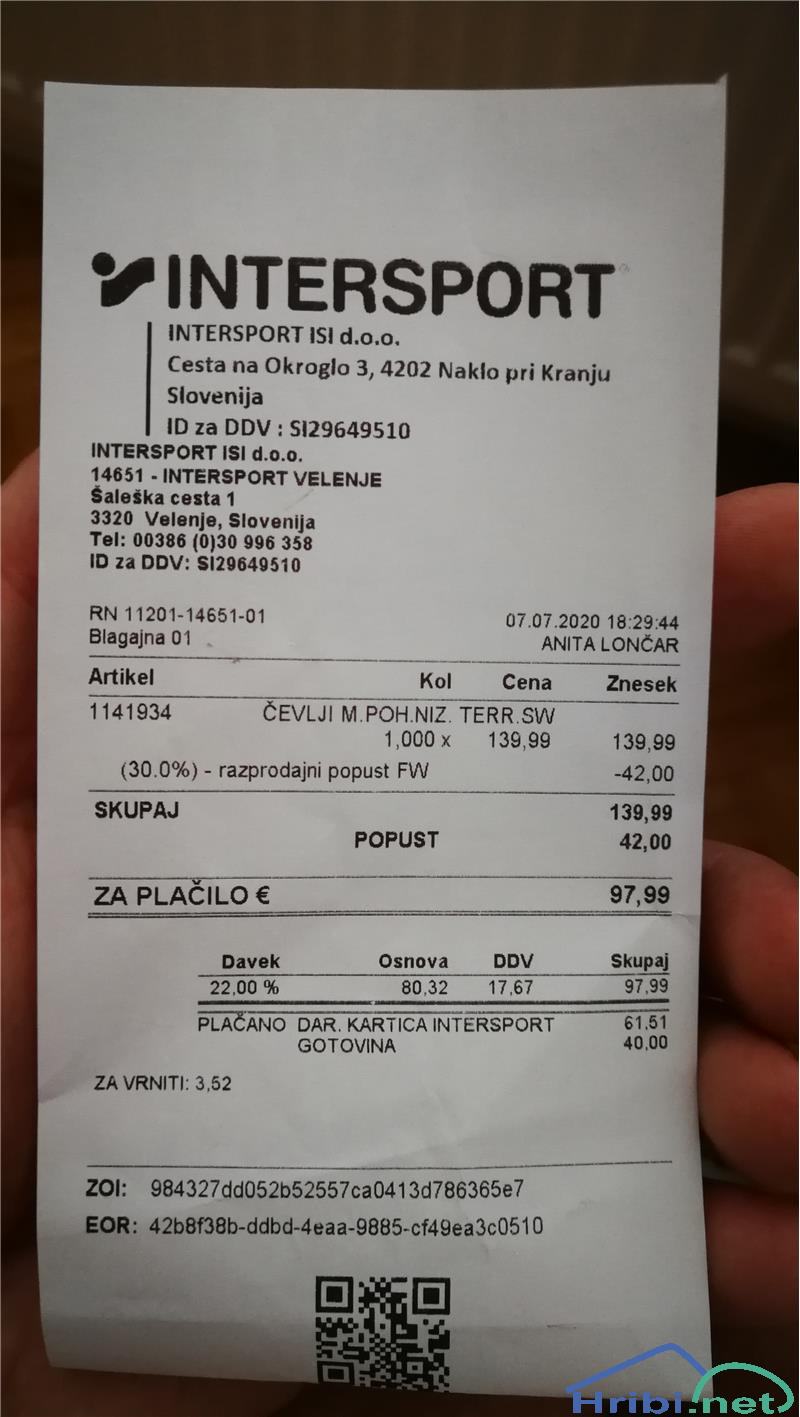 INTERSPORT
INTERSPORT ISI d.o.o.
Cesta na Okroglo 3, 4202 Naklo pri Kranju
Slovenija
ID za DDV : SI29649510
INTERSPORT ISI d.o.o.
14651 - INTERSPORT VELENJE
Šaleška cesta 1
3320 Velenje, Slovenija
Tel: 00386 (0)30 996 358
ID za DDV: SI29649510
RN 11201-14651-01 07.07.2020 18:29:44
Blagajna 01 ANITA LONČAR
Artikel Kol Cena Znesek
1141934 ČEVLJI M.POH.NIZ. TERR.SW
1,000 x 139,99 139,99
(30.0%) - razprodajni popust FW -42,00
SKUPAJ 139,99
POPUST 42,00
ZA PLAČILO € 97,99
Davek Osnova DDV Skupaj
22,00 % 80,32 17,67 97,99
PLAČANO DAR. KARTICA INTERSPORT 61,51
GOTOVINA 40,00
ZA VRNITI: 3,52
ZOI: 984327dd052b52557ca0413d786365e7
EOR: 42b8f38b-ddbd-4eaa-9885-cf49ea3c0510
Hribi.net